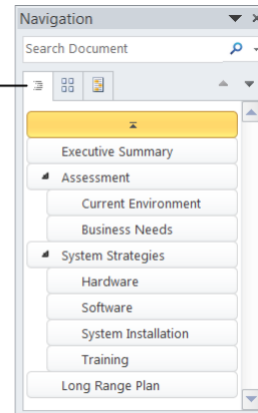 Navigation
Search Document
Executive Summary
Assessment
Current Environment
Business Needs
System Strategies
Hardware
Software
System Installation
Training
Long Range Plan